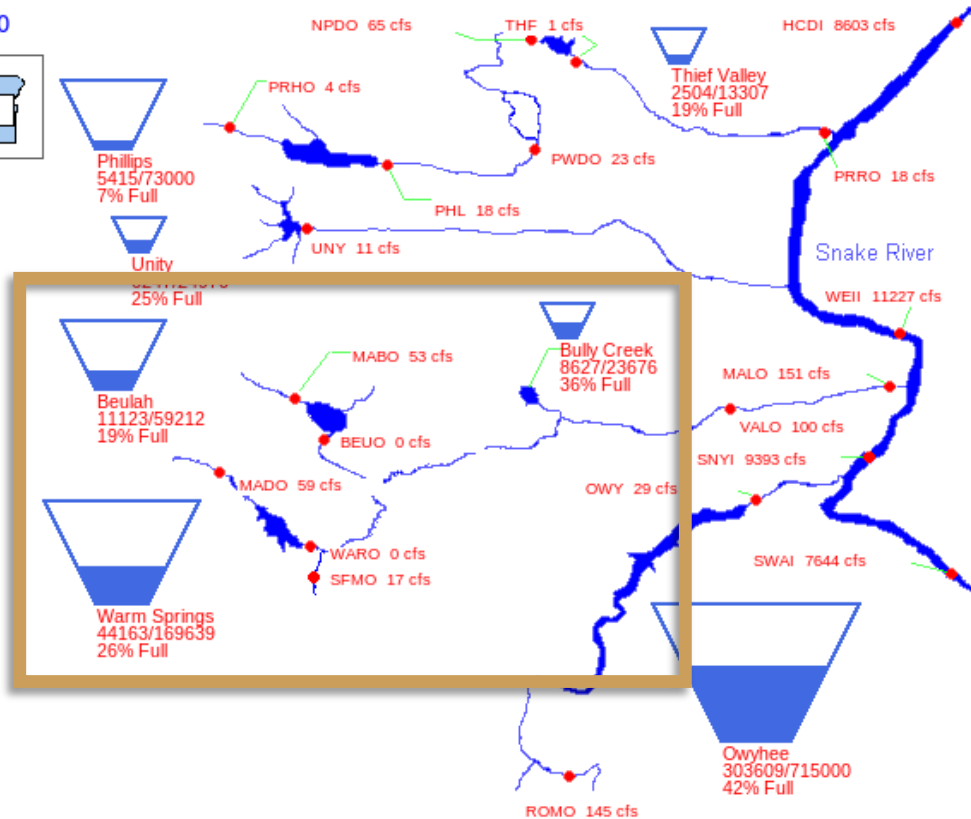 NPDO 65 cfs
THF 1 cfs
HCDI 8603 cfs
Thief Valley
2504/13307
19% Full
PRHO 4 cfs
Phillips
5415/73000
7% Full
PWDO 23 cfs
PRRO 18 cfs
PHL 18 cfs
UNY 11 cfs
Unity
25% Full
Snake River
WEII 11227 cfs
Beulah
11123/59212
19% Full
MABO 53 cfs
Bully Creek
8627/23676
36% Full
MALO 151 cfs
VALO 100 cfs
BEUO 0 cfs
SNYI 9393 cfs
MADO 59 cfs
OWY 29 cfs
WARO 0 cfs
SFMO 17 cfs
SWAI 7644 cfs
Warm Springs
44163/169639
26% Full
Owyhee
303609/715000
42% Full
ROMO 145 cfs